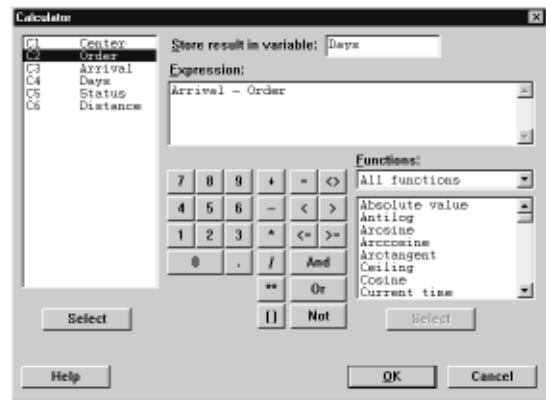 Calculator
C1 Center
C2 Order
C3 Arrival
C4 Days
C5 Status
C6 Distance
Store result in variable: Days
Expression:
Arrival - Order
Functions:
All functions
7 8 9 + = <>
4 5 6 - < >
1 2 3 * <= >=
0 . / And
** Or
[] Not
Absolute value
Antilog
Arcsine
Arccosine
Arctangent
Ceiling
Cosine
Current time
Select
Select
Help
OK
Cancel